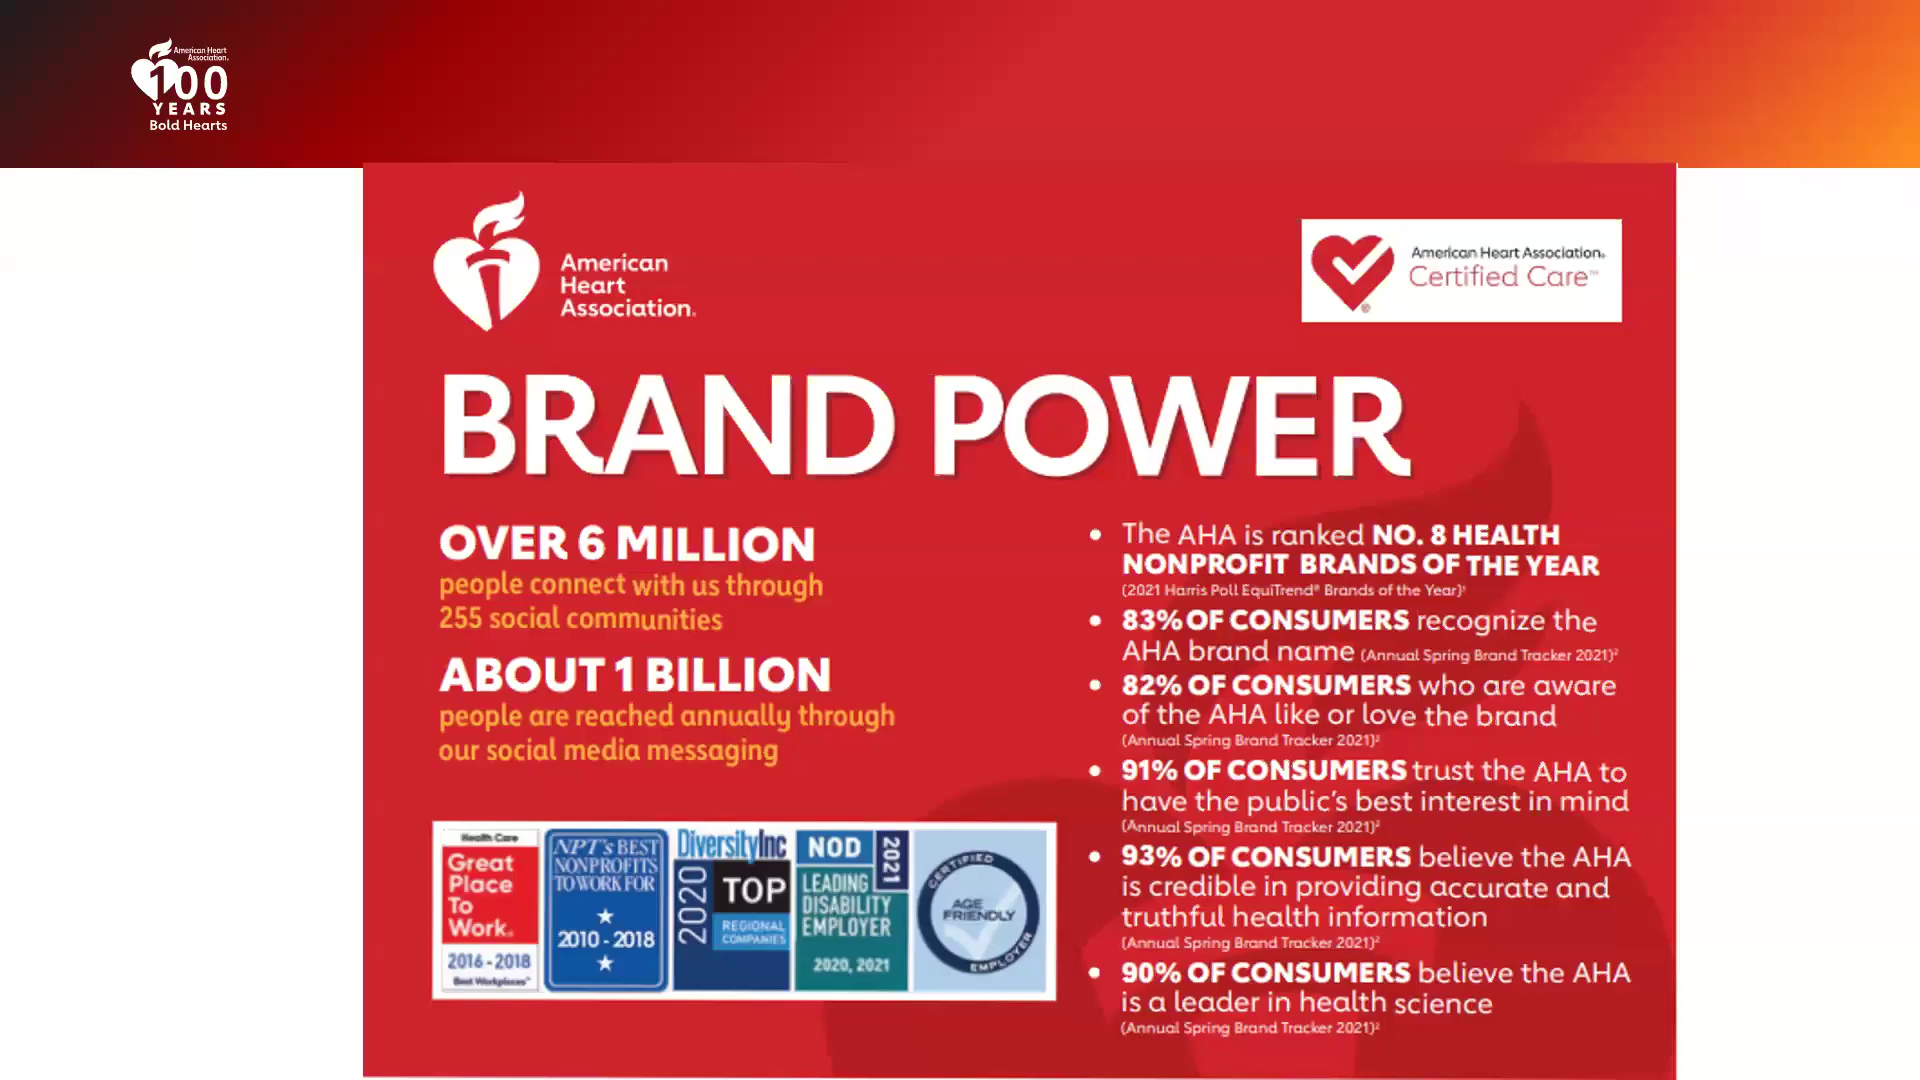 American Heart
Association.
100
YEARS
Bold Hearts
American
Heart
Association.
American Heart Association.
Certified Care™
®
BRAND POWER
OVER 6 MILLION
people connect with us through
255 social communities
ABOUT 1 BILLION
people are reached annually through
our social media messaging
Health Care
Great
Place
To
Work.
2016 - 2018
Best Workplaces™
NPT's BEST
NONPROFITS
TO WORK FOR
2010 - 2018
DiversityInc
2020
TOP
REGIONAL
COMPANIES
NOD
2021
LEADING
DISABILITY
EMPLOYER
2020, 2021
CERTIFIED
AGE
FRIENDLY
EMPLOYER
• The AHA is ranked NO. 8 HEALTH
NONPROFIT BRANDS OF THE YEAR
(2021 Harris Poll EquiTrend® Brands of the Year)¹
• 83% OF CONSUMERS recognize the
AHA brand name (Annual Spring Brand Tracker 2021)²
• 82% OF CONSUMERS who are aware
of the AHA like or love the brand
(Annual Spring Brand Tracker 2021)²
• 91% OF CONSUMERS trust the AHA to
have the public's best interest in mind
(Annual Spring Brand Tracker 2021)²
• 93% OF CONSUMERS believe the AHA
is credible in providing accurate and
truthful health information
(Annual Spring Brand Tracker 2021)²
• 90% OF CONSUMERS believe the AHA
is a leader in health science
(Annual Spring Brand Tracker 2021)²